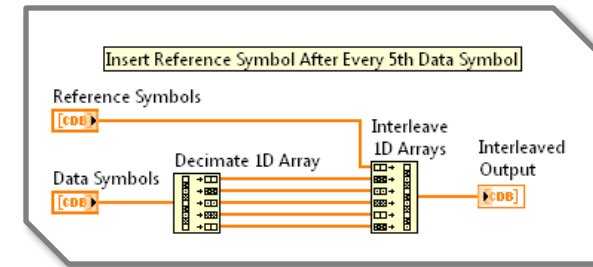 Insert Reference Symbol After Every 5th Data Symbol
Reference Symbols
[CDB]
Interleave
1D Arrays
Interleaved
Output
Decimate 1D Array
Data Symbols
[CDB]
[CDB]